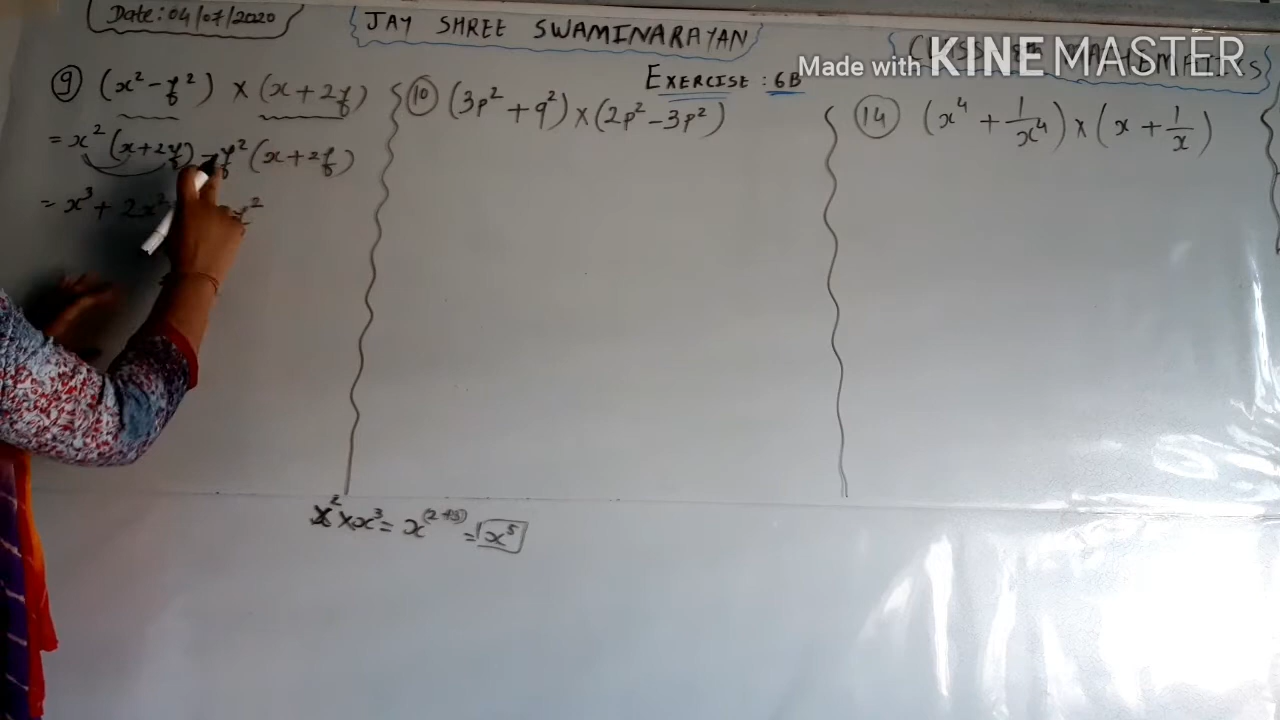 Date: 04/07/2020
JAY SHREE SWAMINARAYAN
Made with KINEMASTER
EXERCISE : 6B
⑨ (x² - y²) × (x + 2y)
= x² (x + 2y) - y² (x + 2y)
= x³ + 2x²
⑩ (3p² + q²) × (2p² - 3p²)
⑭ (x⁴ + 1/x⁴) × (x + 1/x)
x² × x³ = x⁽²⁺³⁾ = x⁵